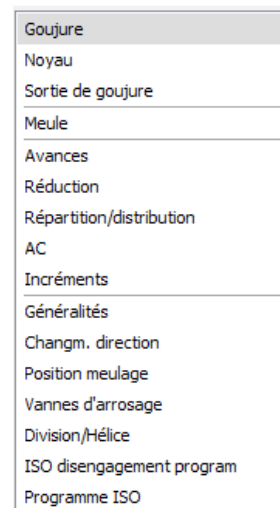 Goujure
Noyau
Sortie de goujure
Meule
Avances
Réduction
Répartition/distribution
AC
Incréments
Généralités
Changm. direction
Position meulage
Vannes d'arrosage
Division/Hélice
ISO disengagement program
Programme ISO